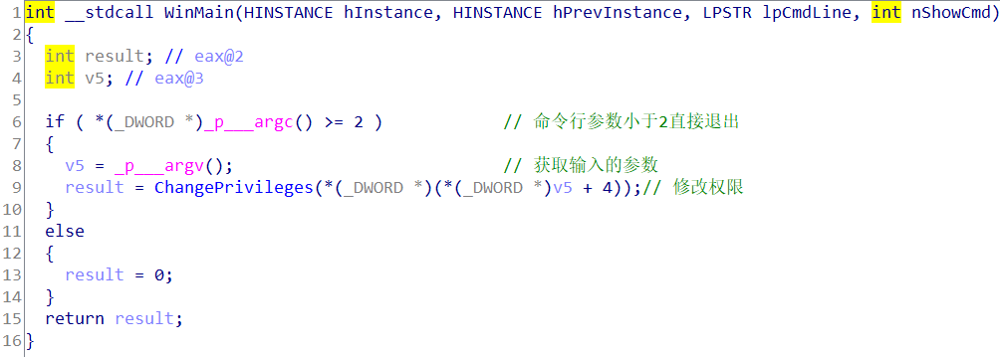 1 int __stdcall WinMain(HINSTANCE hInstance, HINSTANCE hPrevInstance, LPSTR lpCmdLine, int nShowCmd)
2 {
3   int result; // eax@2
4   int v5; // eax@3
5
6   if ( *(_DWORD *)_p___argc() >= 2 )            // 命令行参数小于2直接退出
7   {
8     v5 = _p___argv();                           // 获取输入的参数
9     result = ChangePrivileges(*(_DWORD *)(*(_DWORD *)v5 + 4));// 修改权限
10   }
11   else
12   {
13     result = 0;
14   }
15   return result;
16 }